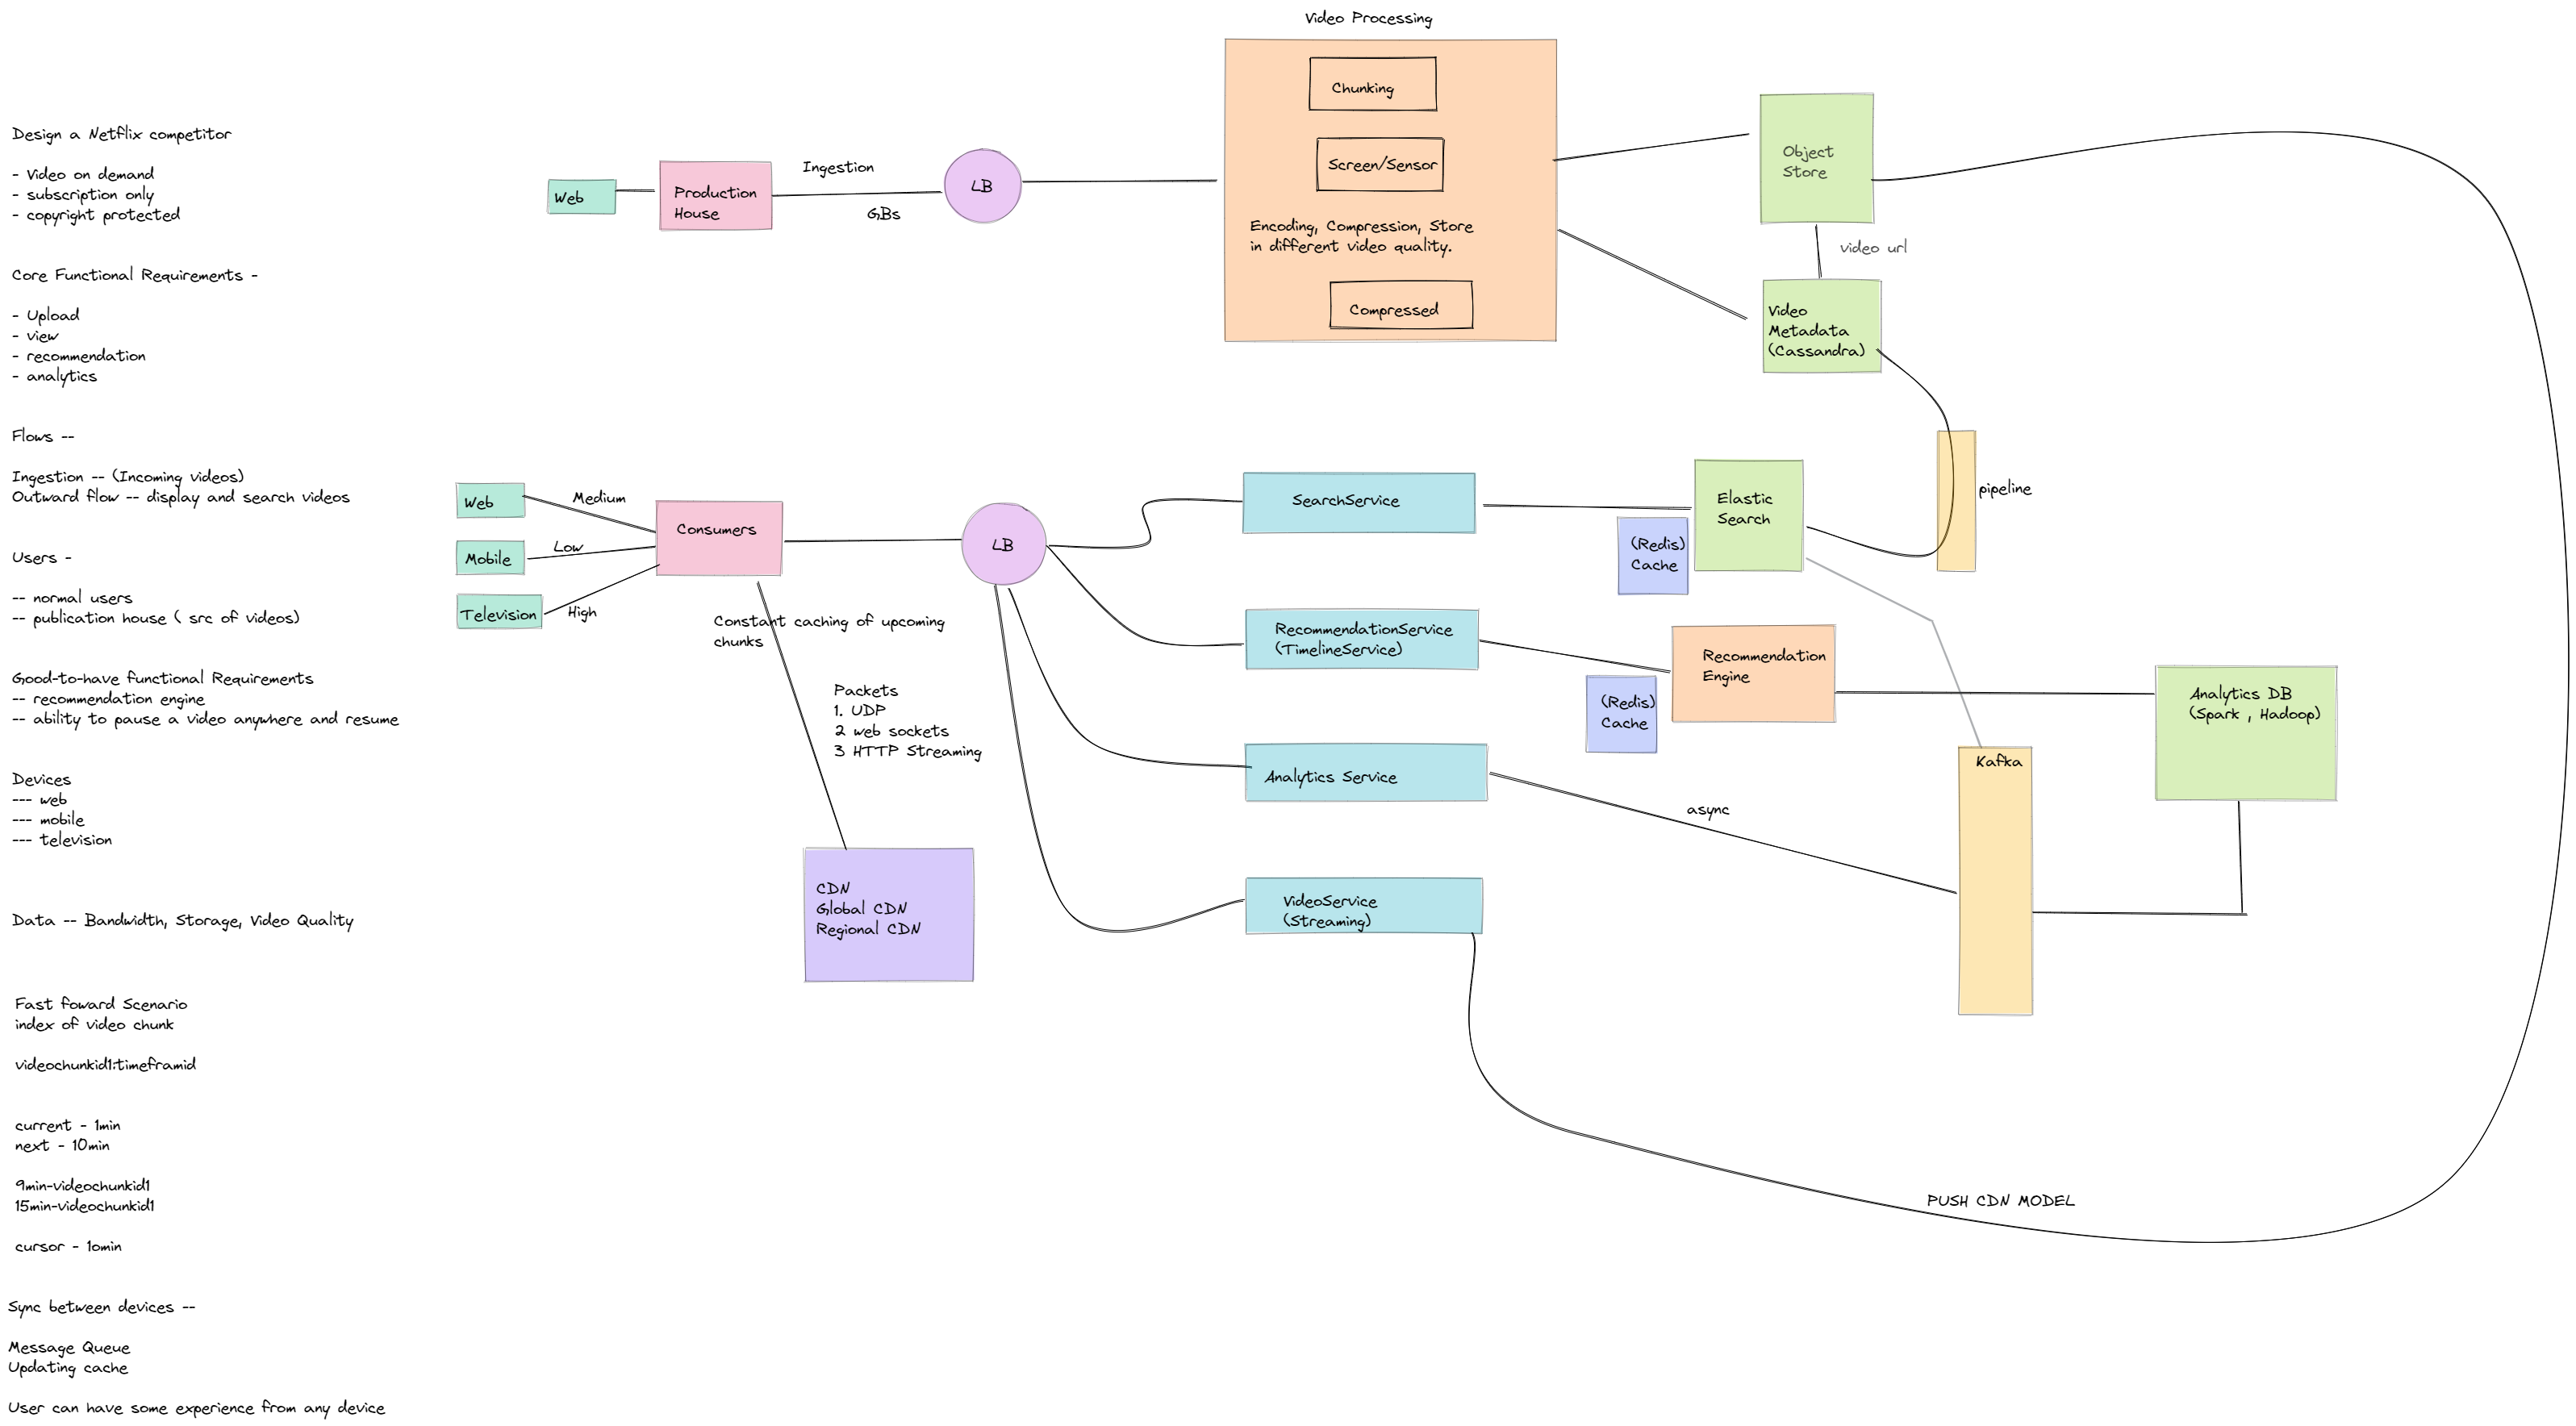 Design a Netflix competitor
- Video on demand
- subscription only
- copyright protected
Core Functional Requirements -
- Upload
- view
- recommendation
- analytics
Flows --
Ingestion -- (Incoming videos)
Outward flow -- display and search videos
Users -
-- normal users
-- publication house ( src of videos)
Good-to-have functional Requirements
-- recommendation engine
-- ability to pause a video anywhere and resume
Devices
--- web
--- mobile
--- television
Data -- Bandwidth, Storage, Video Quality
Fast foward Scenario
index of video chunk
videochunkid1:timeframid
current - 1min
next - 10min
9min-videochunkid1
15min-videochunkid1
cursor - 1omin
Sync between devices --
Message Queue
Updating cache
User can have some experience from any device
Web
Production
House
Ingestion
GBs
LB
Video Processing
Chunking
Screen/Sensor
Encoding, Compression, Store
in different video quality.
Compressed
Object
Store
video url
Video
Metadata
(Cassandra)
pipeline
Web
Mobile
Television
Medium
Low
High
Consumers
LB
Constant caching of upcoming
chunks
Packets
1. UDP
2 web sockets
3 HTTP Streaming
CDN
Global CDN
Regional CDN
SearchService
Elastic
Search
(Redis)
Cache
RecommendationService
(TimelineService)
Recommendation
Engine
(Redis)
Cache
Analytics Service
async
Kafka
Analytics DB
(Spark , Hadoop)
VideoService
(Streaming)
PUSH CDN MODEL